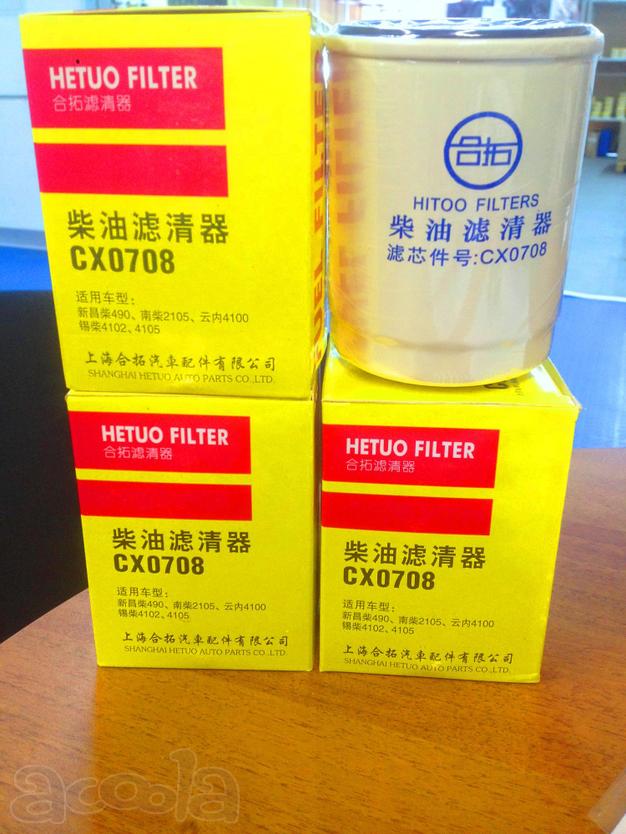 HETUO FILTER
合拓滤清器
柴油滤清器
CX0708
适用车型:
新昌柴490、南柴2105、云内4100
锡柴4102、4105
上海合拓汽車配件有限公司
SHANGHAI HETUO AUTO PARTS CO.,LTD.
合拓
HITOO FILTERS
柴油滤清器
滤芯件号:CX0708
HETUO FILTER
合拓滤清器
柴油滤清器
CX0708
适用车型:
新昌柴490、南柴2105、云内4100
锡柴4102、4105
上海合拓汽車配件有限公司
SHANGHAI HETUO AUTO PARTS CO.,LTD.
HETUO FILTER
合拓滤清器
柴油滤清器
CX0708
适用车型:
新昌柴490、南柴2105、云内4100
锡柴4102、4105
上海合拓汽車配件有限公司
SHANGHAI HETUO AUTO PARTS CO.,LTD.
acoola